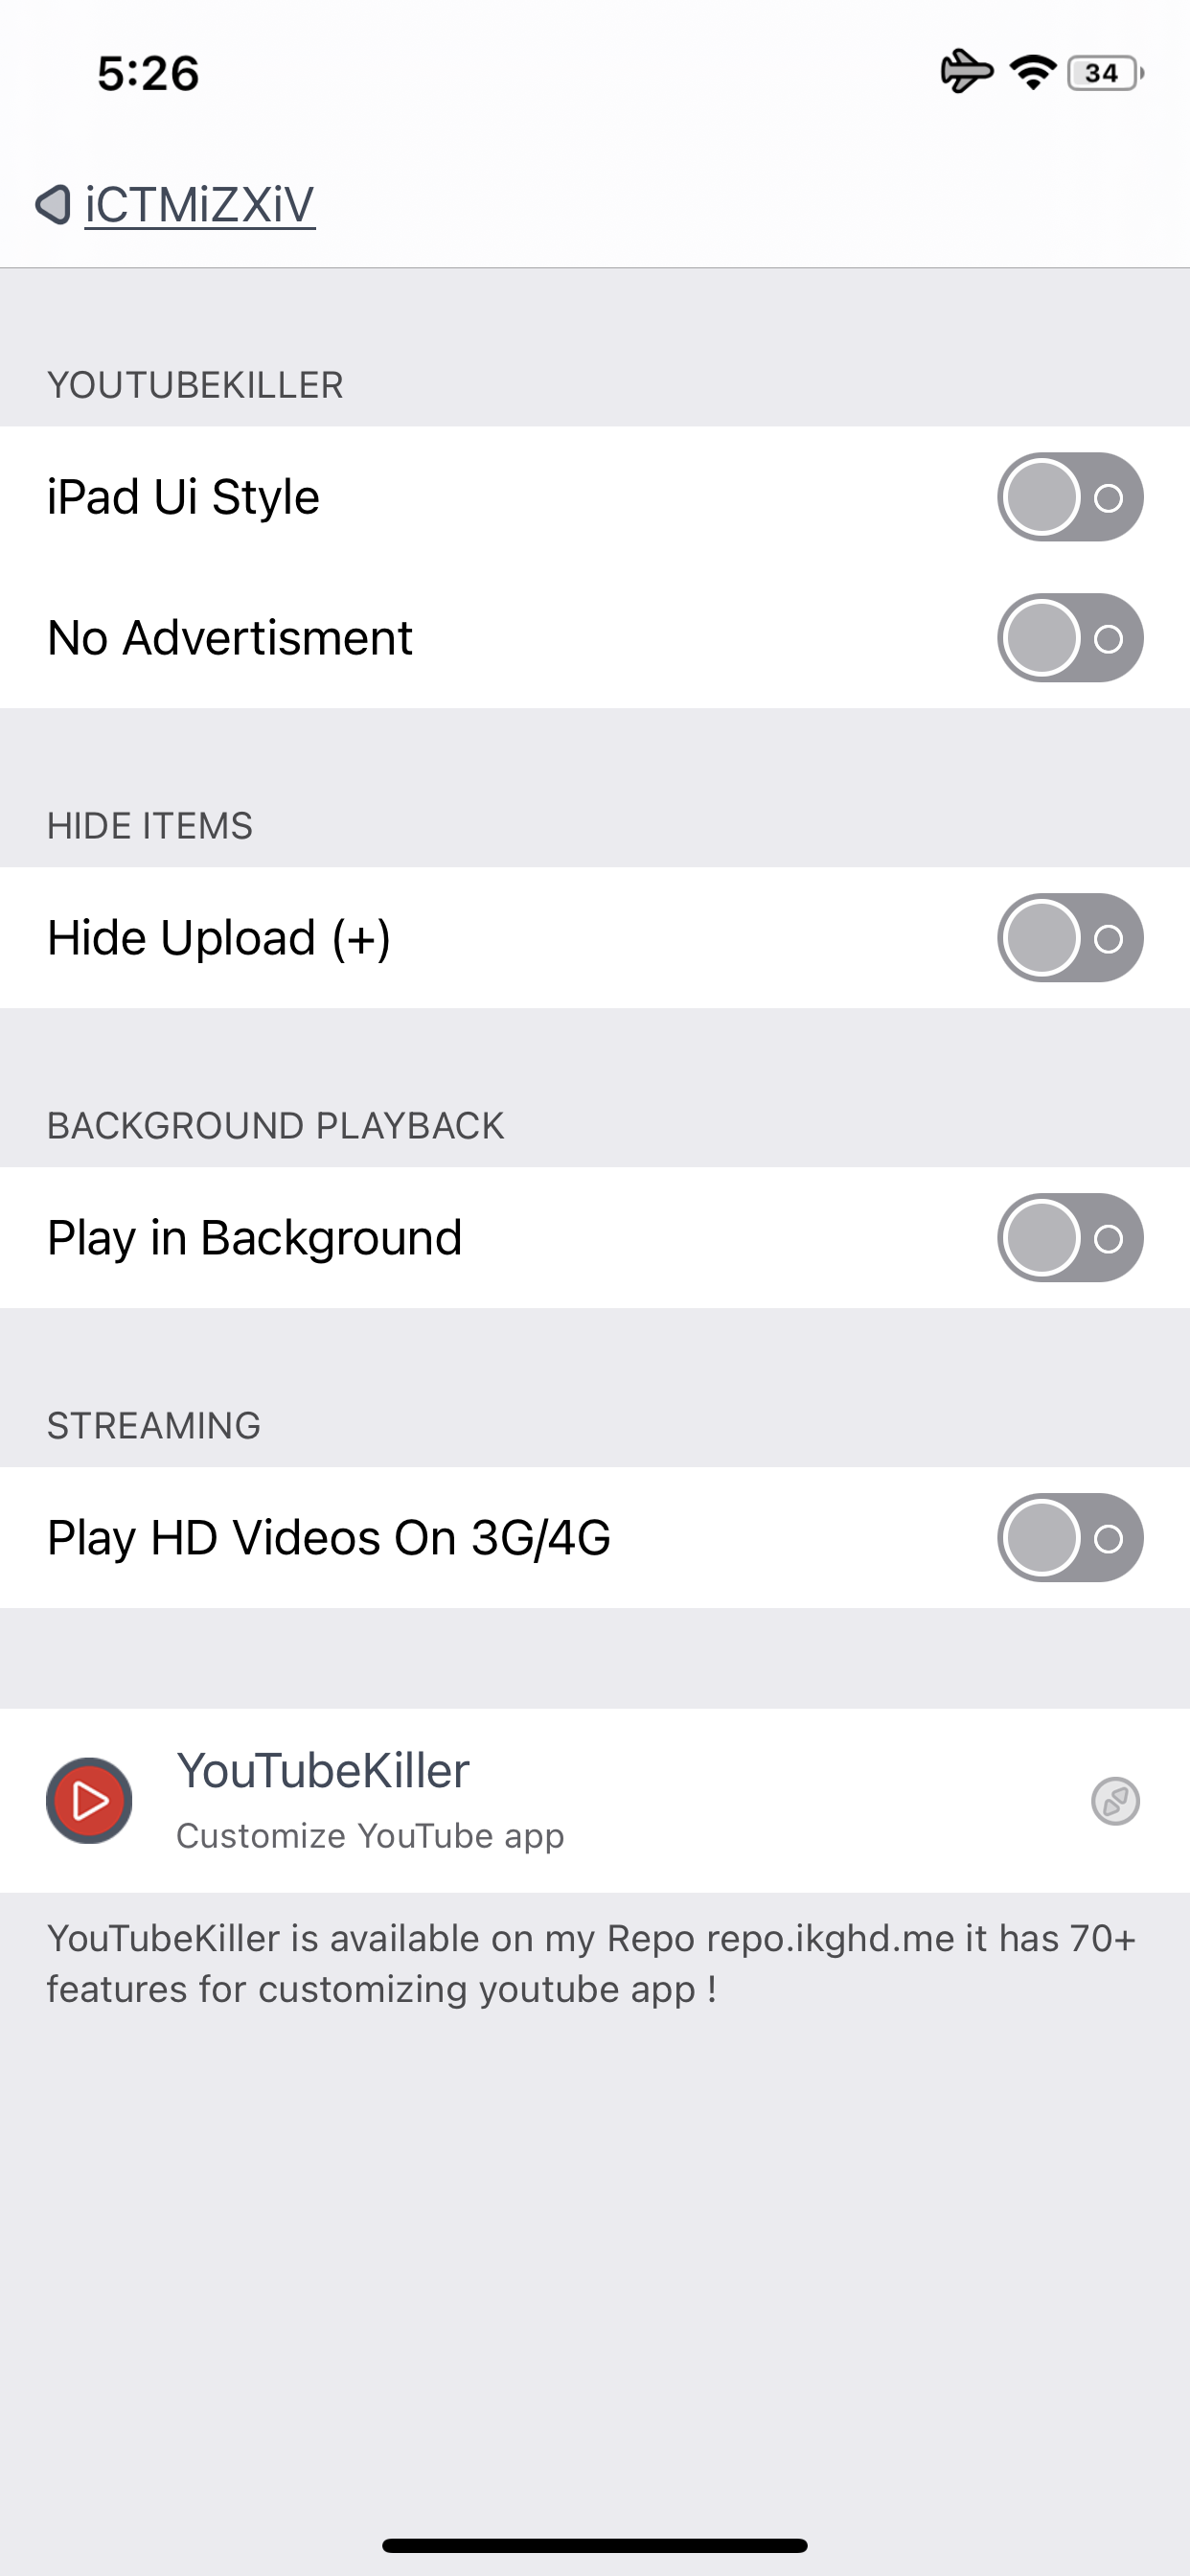 5:26
34
iCTMiZXiV
YOUTUBEKILLER
iPad Ui Style
No Advertisment
HIDE ITEMS
Hide Upload (+)
BACKGROUND PLAYBACK
Play in Background
STREAMING
Play HD Videos On 3G/4G
YouTubeKiller
Customize YouTube app
YouTubeKiller is available on my Repo repo.ikghd.me it has 70+
features for customizing youtube app !